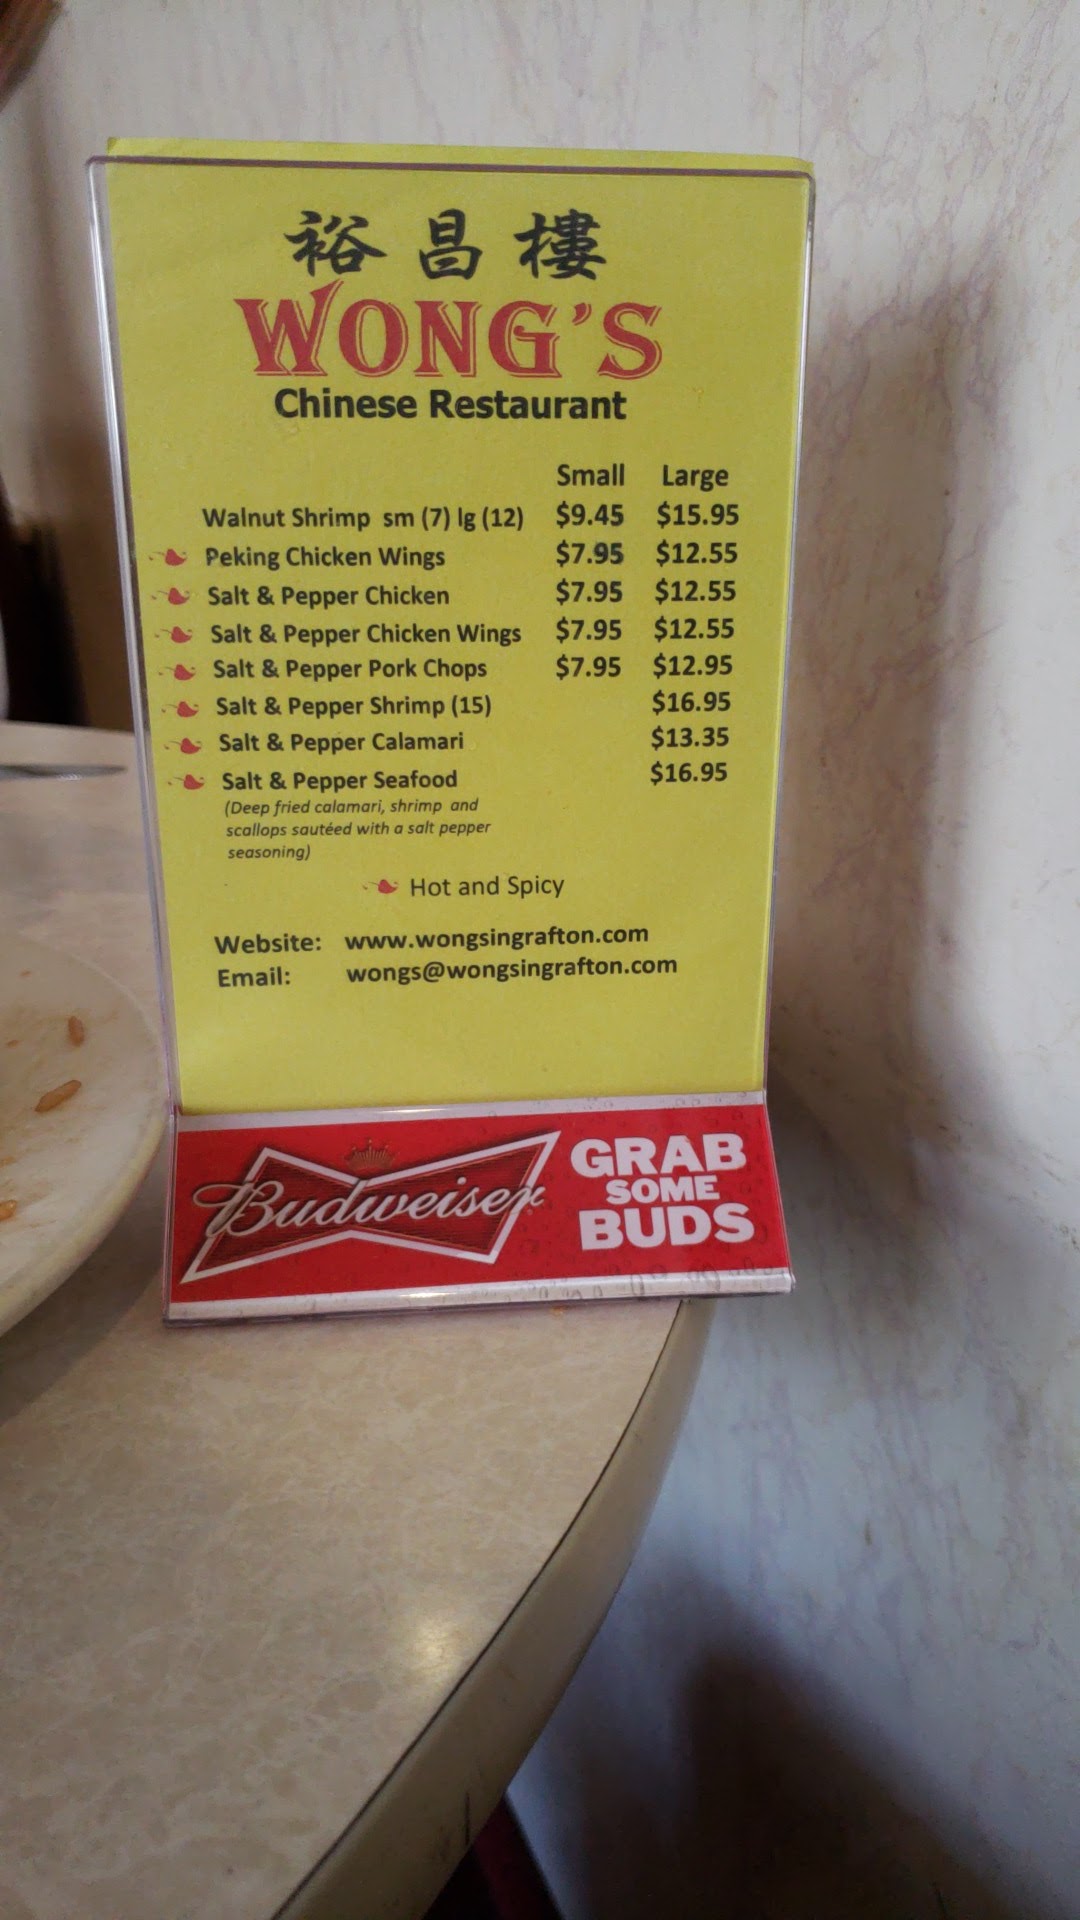 裕昌樓
WONG'S
Chinese Restaurant
Small Large
Walnut Shrimp sm (7) lg (12) $9.45 $15.95
Peking Chicken Wings $7.95 $12.55
Salt & Pepper Chicken $7.95 $12.55
Salt & Pepper Chicken Wings $7.95 $12.55
Salt & Pepper Pork Chops $7.95 $12.95
Salt & Pepper Shrimp (15) $16.95
Salt & Pepper Calamari $13.35
Salt & Pepper Seafood $16.95
(Deep fried calamari, shrimp and
scallops sautéed with a salt pepper
seasoning)
Hot and Spicy
Website: www.wongsingrafton.com
Email: wongs@wongsingrafton.com
Budweiser
GRAB
SOME
BUDS